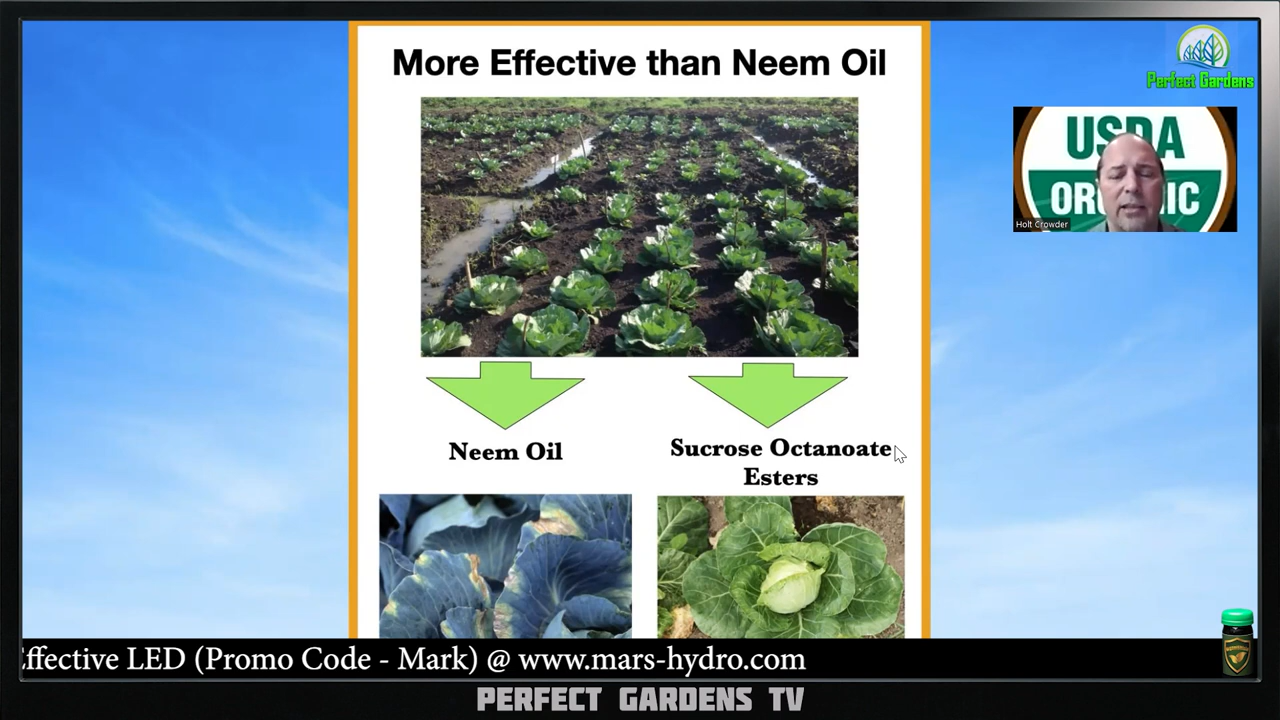 More Effective than Neem Oil
Perfect Gardens
USDA
ORGANIC
Holt Crowder
Neem Oil
Sucrose Octanoate
Esters
Effective LED (Promo Code - Mark) @ www.mars-hydro.com
PERFECT GARDENS TV